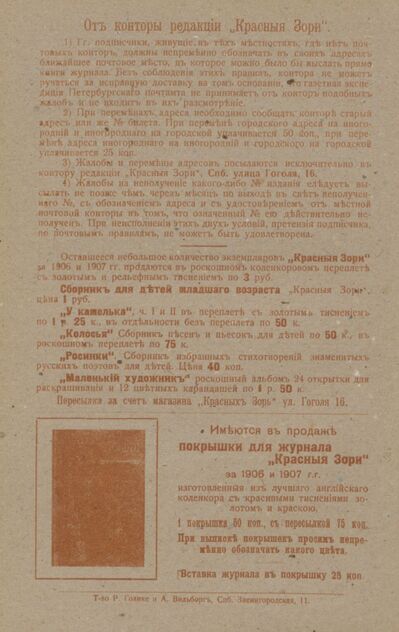 Отъ конторы редакціи „Красныя Зори“
1) Гг. подписчики, живущіе въ тѣхъ мѣстностяхъ, гдѣ нѣтъ поч-
товыхъ конторъ, должны непремѣнно обозначать въ своихъ адресахъ
ближайшее почтовое мѣсто, въ которое можно было бы выслать прямо
книги журнала. Безъ соблюденія этихъ правилъ, контора не можетъ
ручаться за исправную доставку на томъ основаніи, что газетная экспе-
диція Петербургскаго почтамта не принимаетъ отъ конторъ подобныхъ
жалобъ и не входитъ въ ихъ разсмотрѣніе.
2) При перемѣнахъ адреса необходимо сообщать конторѣ старый
адресъ или же № билета. При перемѣнѣ городского адреса на иного-
родній и иногородняго на городской уплачивается 50 коп., при пере-
мѣнѣ адреса иногородняго на иногородній и городского на городской
уплачивается 25 коп.
3) Жалобы и перемѣны адресовъ посылаются исключительно въ
контору редакціи „Красныя Зори“, Спб. улица Гоголя, 16.
4) Жалобы на неполученіе какого-либо № изданія слѣдуетъ вы-
сылать не позже чѣмъ черезъ мѣсяцъ по выходѣ въ свѣтъ неполучен-
наго №, съ обозначеніемъ адреса и съ удостовѣреніемъ отъ мѣстной
почтовой конторы въ томъ, что означенный № ею дѣйствительно не-
полученъ. При неисполненіи этихъ двухъ условій, претензія подписчика,
по почтовымъ правиламъ, не можетъ быть удовлетворена.
Оставшееся небольшое количество экземпляровъ „Красныя Зори“
за 1906 и 1907 гг. продаются въ роскошномъ коленкоровомъ переплетѣ
съ золотымъ и рельефнымъ тисненіемъ по 3 руб.
Сборникъ для дѣтей младшаго возраста „Красныя Зори“,
цѣна 1 руб.
„У камелька“, ч. I и II въ переплетѣ съ золотымъ тисненіемъ
по 1 р. 25 к., въ отдѣльности безъ переплета по 50 к.
„Колосья“ Сборникъ пѣсенъ и пьесокъ для дѣтей по 50 к., въ
роскошномъ переплетѣ по 75 к.
„Росинки“, Сборникъ избранныхъ стихотвореній знаменитыхъ
русскихъ поэтовъ для дѣтей. Цѣна 40 коп.
„Маленькій художникъ“ роскошный альбомъ 24 открытки для
раскрашиванія и 12 цвѣтныхъ карандашей по 1 р. 50 к.
Пересылка за счетъ магазина „Красныхъ Зорь“ ул. Гоголя 16.
Имѣются въ продажѣ
покрышки для журнала
„Красныя Зори“
за 1906 и 1907 г.г.
изготовленныя изъ лучшаго англійскаго
коленкора съ красивыми тисненіями зо-
лотомъ и краскою.
1 покрышка 50 коп., съ пересылкой 75 коп.
При выпискѣ покрышекъ просимъ непре-
мѣнно обозначать какого цвѣта.
Вставка журнала въ покрышку 25 коп.
Т-во Р. Голике и А. Вильборгъ, Спб. Звенигородская, 11.